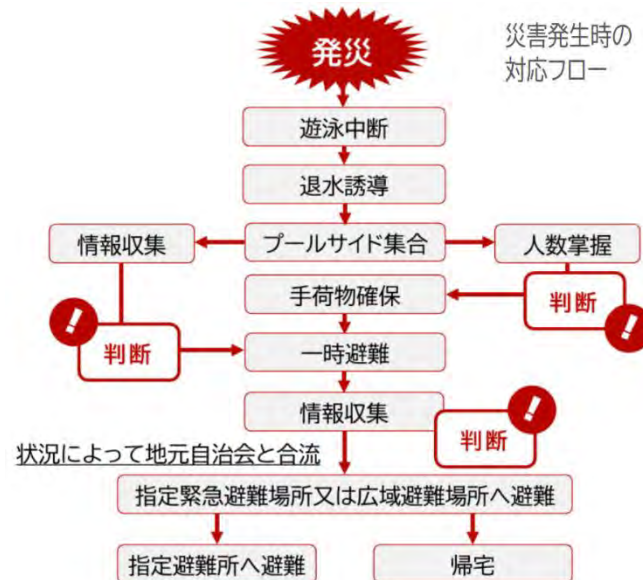 発災
災害発生時の
対応フロー
遊泳中断
退水誘導
情報収集
プールサイド集合
人数掌握
手荷物確保
判断
判断
一時避難
情報収集
判断
状況によって地元自治会と合流
指定緊急避難場所又は広域避難場所へ避難
指定避難所へ避難
帰宅